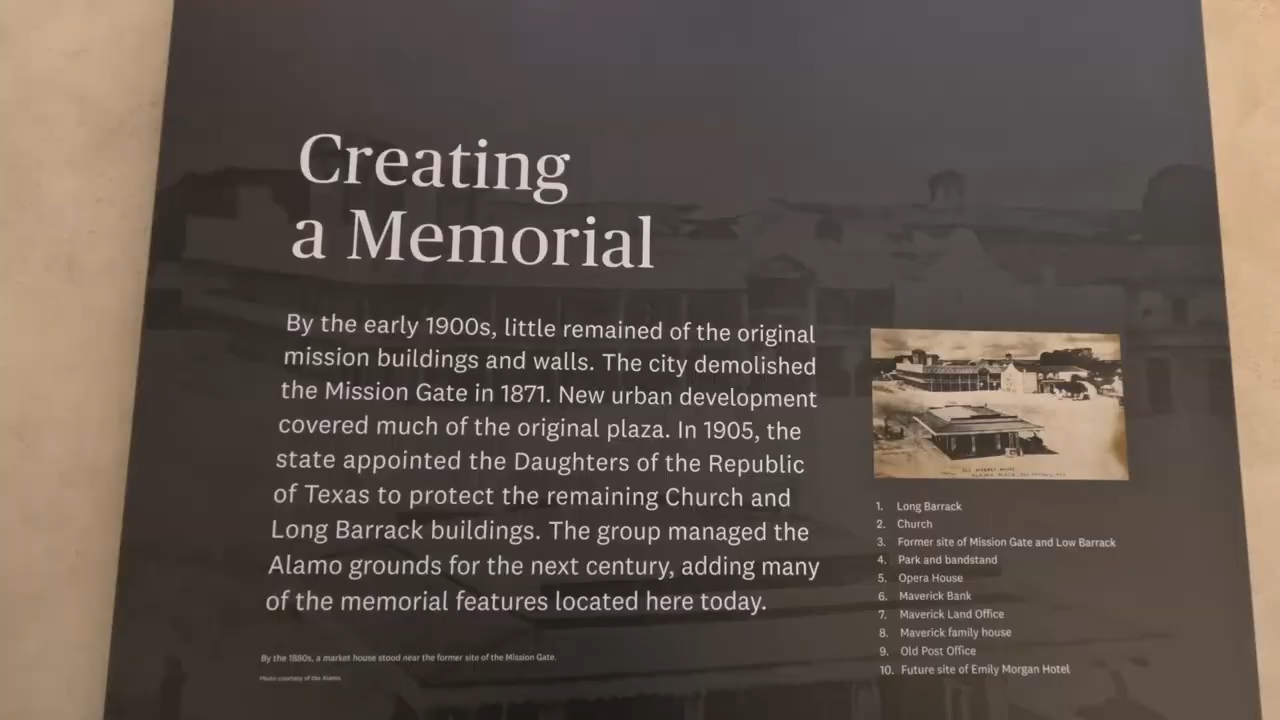 Creating
a Memorial
By the early 1900s, little remained of the original
mission buildings and walls. The city demolished
the Mission Gate in 1871. New urban development
covered much of the original plaza. In 1905, the
state appointed the Daughters of the Republic
of Texas to protect the remaining Church and
Long Barrack buildings. The group managed the
Alamo grounds for the next century, adding many
of the memorial features located here today.
By the 1880s, a market house stood near the former site of the Mission Gate.
Photo courtesy of the Alamo.
1. Long Barrack
2. Church
3. Former site of Mission Gate and Low Barrack
4. Park and bandstand
5. Opera House
6. Maverick Bank
7. Maverick Land Office
8. Maverick family house
9. Old Post Office
10. Future site of Emily Morgan Hotel